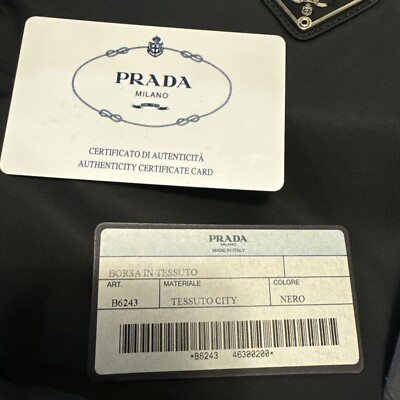 PRADA
MILANO
CERTIFICATO DI AUTENTICITÀ
AUTHENTICITY CERTIFICATE CARD
PRADA
MILANO
MADE IN ITALY
BORSA IN TESSUTO
ART. MATERIALE COLORE
B6243 TESSUTO CITY NERO
*B6243 46300200*